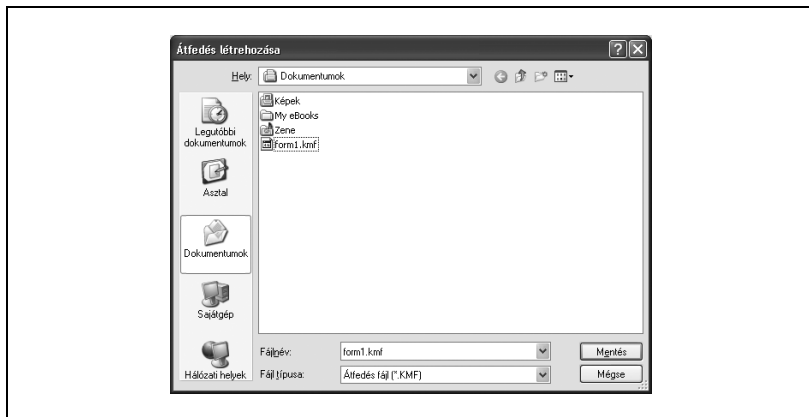 Átfedés létrehozása
Hely:
Dokumentumok
Legutóbbi
dokumentumok
Asztal
Dokumentumok
Sajátgép
Hálózati helyek
Képek
My eBooks
Zene
form1.kmf
Fájlnév:
form1.kmf
Mentés
Fájl típusa:
Átfedés fájl (*.KMF)
Mégse